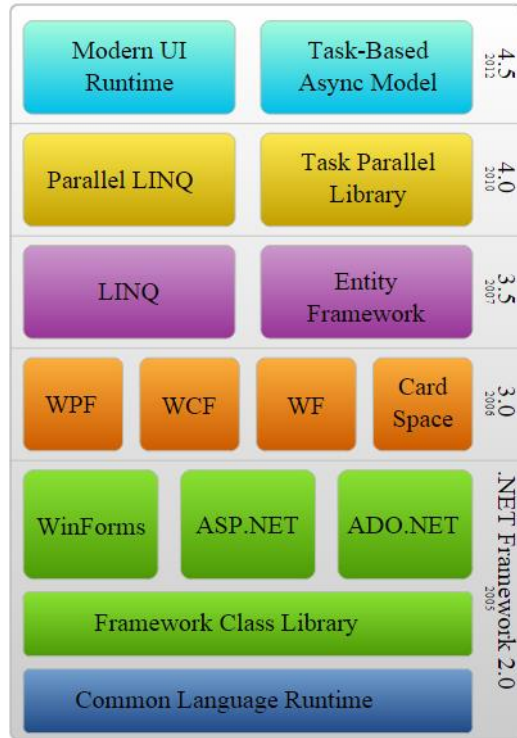 Modern UI
Runtime
Task-Based
Async Model
4.5
2012
Parallel LINQ
Task Parallel
Library
4.0
2010
LINQ
Entity
Framework
3.5
2007
WPF
WCF
WF
Card
Space
3.0
2006
WinForms
ASP.NET
ADO.NET
Framework Class Library
Common Language Runtime
.NET Framework 2.0
2005